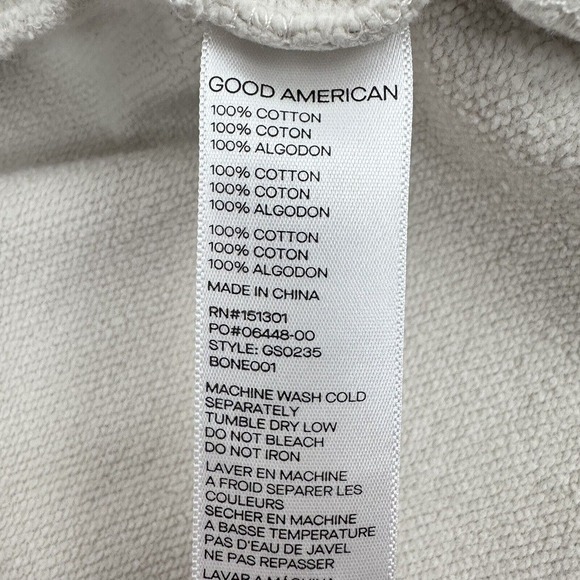 GOOD AMERICAN
100% COTTON
100% COTON
100% ALGODON
100% COTTON
100% COTON
100% ALGODON
100% COTTON
100% COTON
100% ALGODON
MADE IN CHINA
RN#151301
PO#06448-00
STYLE: GS0235
BONE001
MACHINE WASH COLD
SEPARATELY
TUMBLE DRY LOW
DO NOT BLEACH
DO NOT IRON
LAVER EN MACHINE
A FROID SEPARER LES
COULEURS
SECHER EN MACHINE
A BASSE TEMPERATURE
PAS D'EAU DE JAVEL
NE PAS REPASSER
LAVAR A MÁQUINA